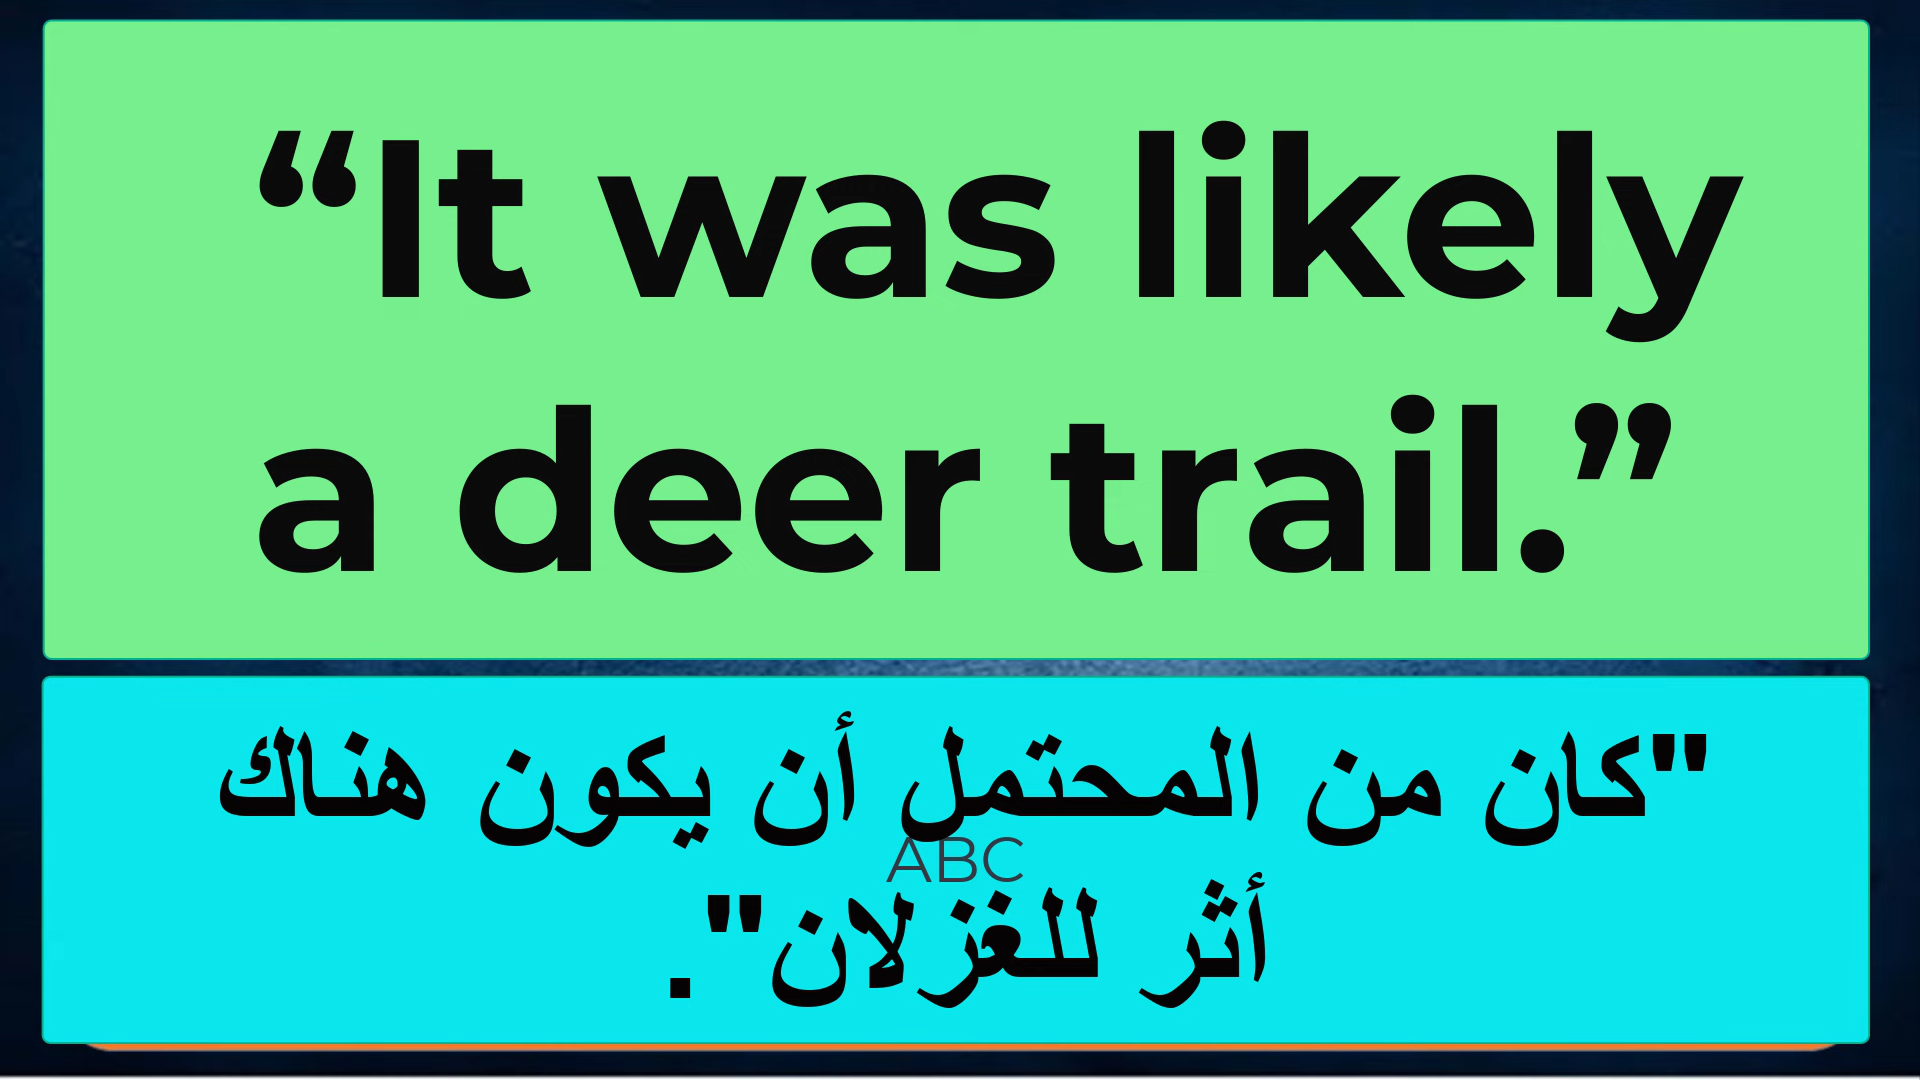 “It was likely
a deer trail.”
"كان من المحتمل أن يكون هناك
ABC
أثر للغزلان".